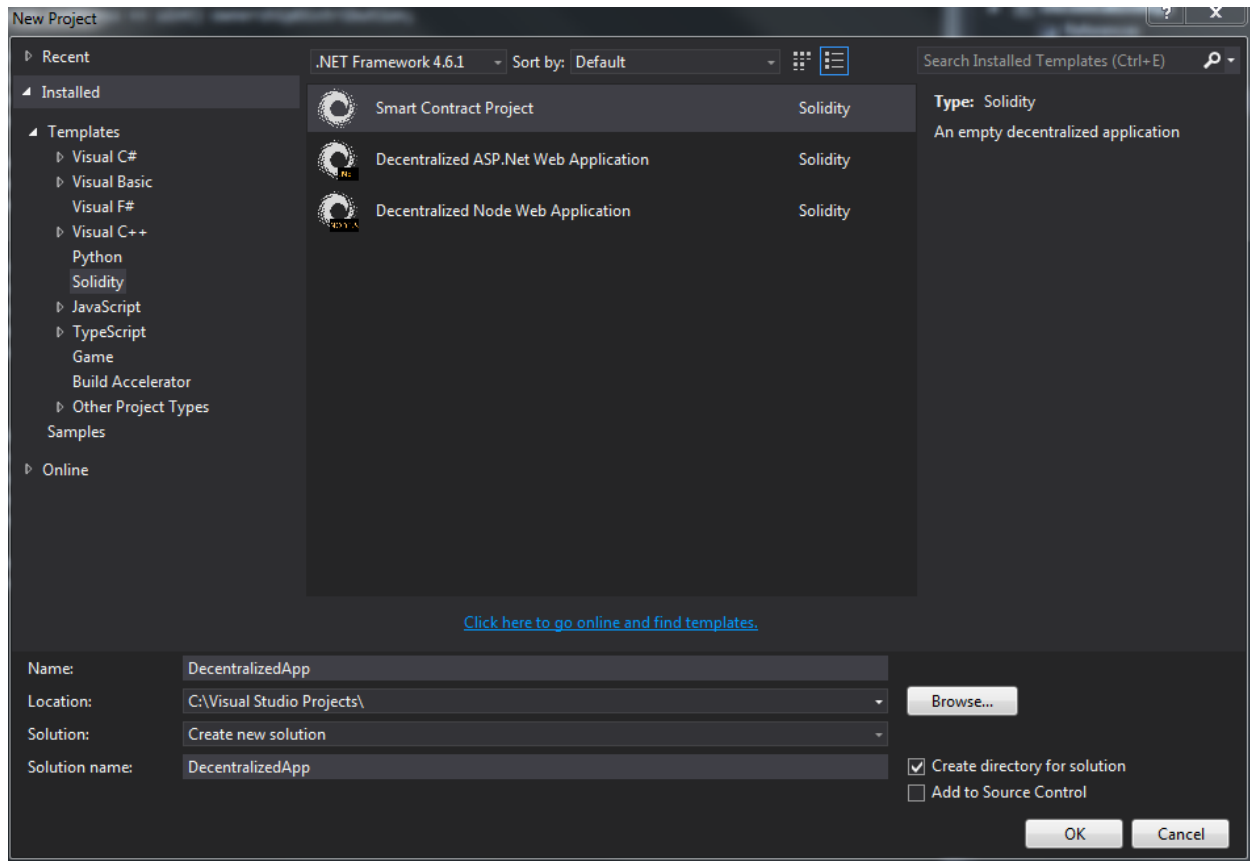 New Project
Recent
Installed
Templates
Visual C#
Visual Basic
Visual F#
Visual C++
Python
Solidity
JavaScript
TypeScript
Game
Build Accelerator
Other Project Types
Samples
Online
.NET Framework 4.6.1 Sort by: Default
Smart Contract Project Solidity
Decentralized ASP.Net Web Application Solidity
Decentralized Node Web Application Solidity
Click here to go online and find templates.
Search Installed Templates (Ctrl+E)
Type: Solidity
An empty decentralized application
Name: DecentralizedApp
Location: C:\Visual Studio Projects\ Browse...
Solution: Create new solution
Solution name: DecentralizedApp
Create directory for solution
Add to Source Control
OK Cancel